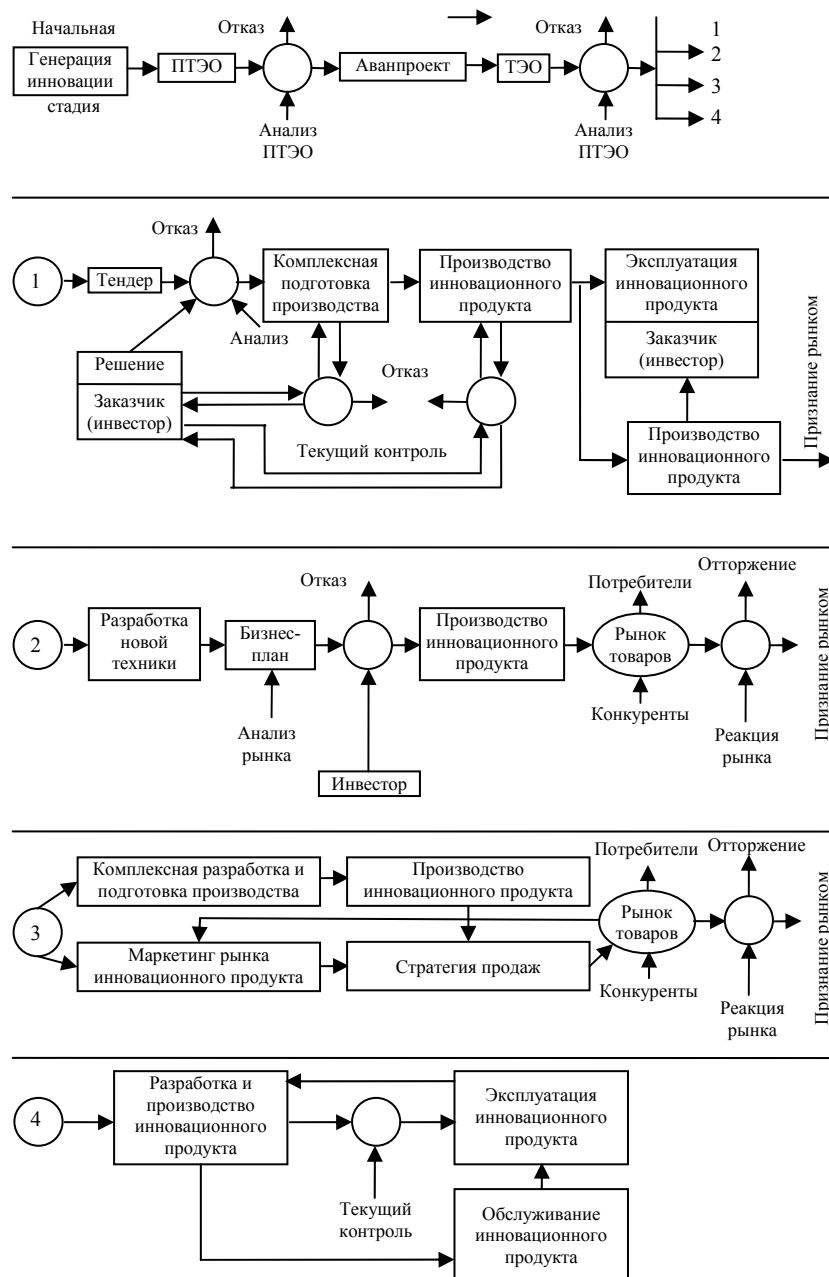 Начальная
Генерация
инновации
стадия
ПТЭО
Отказ
Анализ
ПТЭО
Аванпроект
ТЭО
Отказ
Анализ
ПТЭО
1
2
3
4
1
Тендер
Отказ
Анализ
Комплексная
подготовка
производства
Производство
инновационного
продукта
Эксплуатация
инновационного
продукта
Заказчик
(инвестор)
Решение
Заказчик
(инвестор)
Отказ
Текущий контроль
Производство
инновационного
продукта
Признание рынком
2
Разработка
новой
техники
Бизнес-
план
Анализ
рынка
Отказ
Инвестор
Производство
инновационного
продукта
Потребители
Рынок
товаров
Конкуренты
Отторжение
Реакция
рынка
Признание рынком
3
Комплексная разработка и
подготовка производства
Производство
инновационного продукта
Маркетинг рынка
инновационного продукта
Стратегия продаж
Потребители
Рынок
товаров
Конкуренты
Отторжение
Реакция
рынка
Признание рынком
4
Разработка и
производство
инновационного
продукта
Текущий
контроль
Эксплуатация
инновационного
продукта
Обслуживание
инновационного
продукта